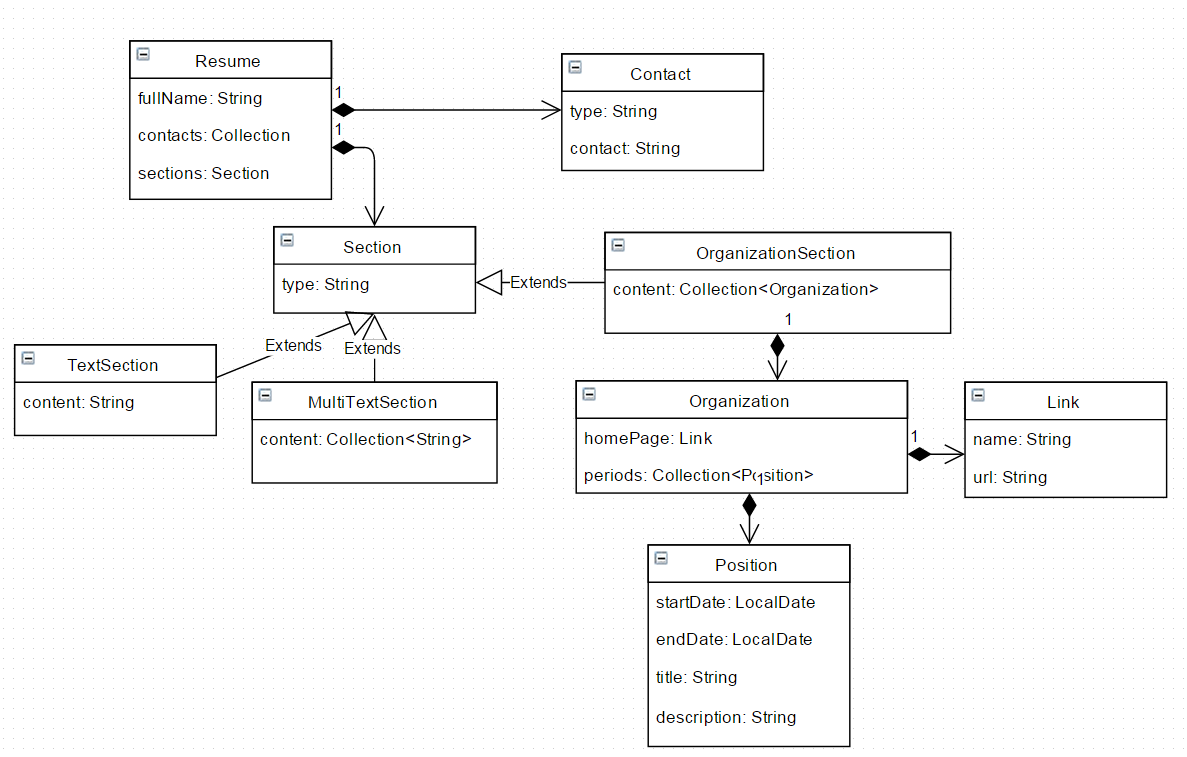 Resume
fullName: String
contacts: Collection
sections: Section
1
1
Contact
type: String
contact: String
Section
type: String
Extends
OrganizationSection
content: Collection<Organization>
1
Extends
Extends
TextSection
content: String
MultiTextSection
content: Collection<String>
Organization
homePage: Link
periods: Collection<Position>
1
1
Link
name: String
url: String
Position
startDate: LocalDate
endDate: LocalDate
title: String
description: String